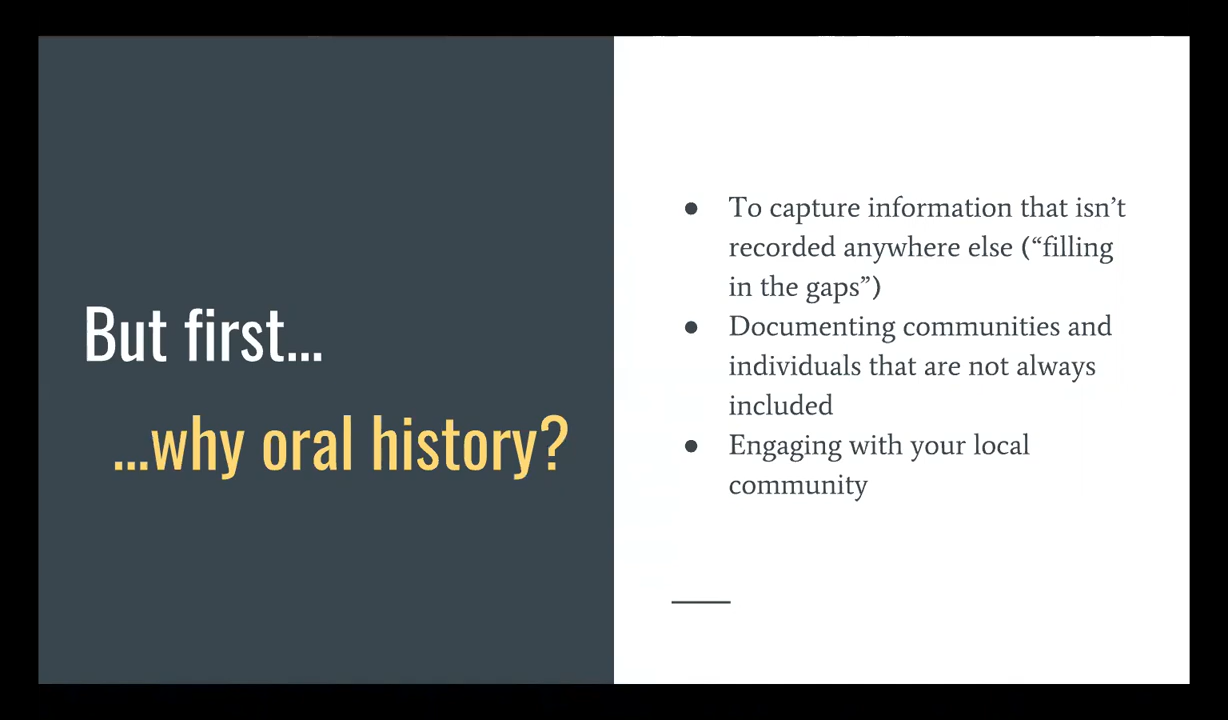 But first...
...why oral history?
● To capture information that isn’t
recorded anywhere else (“filling
in the gaps”)
● Documenting communities and
individuals that are not always
included
● Engaging with your local
community